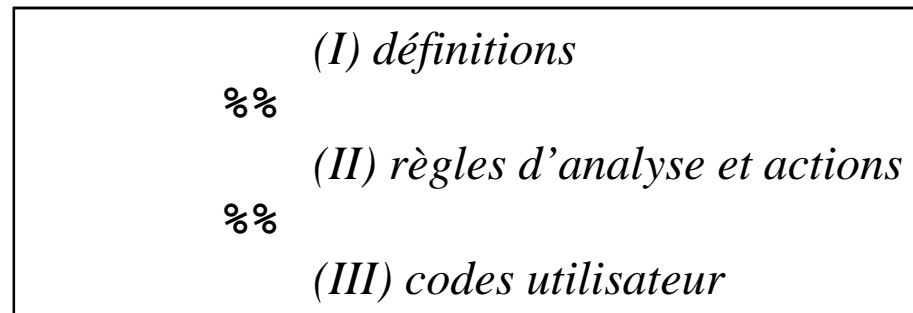 (I) définitions
%%
(II) règles d’analyse et actions
%%
(III) codes utilisateur